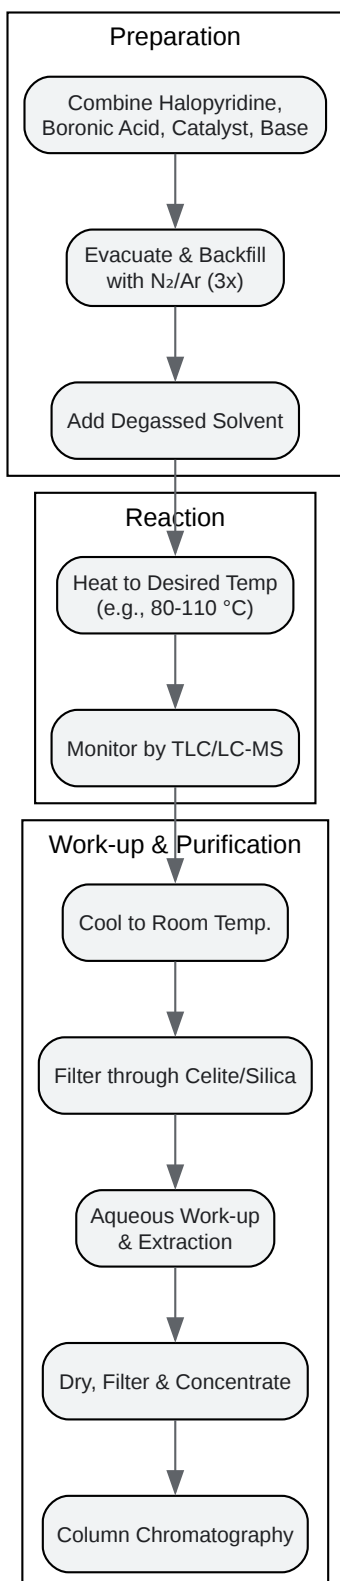 Preparation
Combine Halopyridine,
Boronic Acid, Catalyst, Base
Evacuate & Backfill
with N₂/Ar (3x)
Add Degassed Solvent
Reaction
Heat to Desired Temp
(e.g., 80-110 °C)
Monitor by TLC/LC-MS
Work-up & Purification
Cool to Room Temp.
Filter through Celite/Silica
Aqueous Work-up
& Extraction
Dry, Filter & Concentrate
Column Chromatography